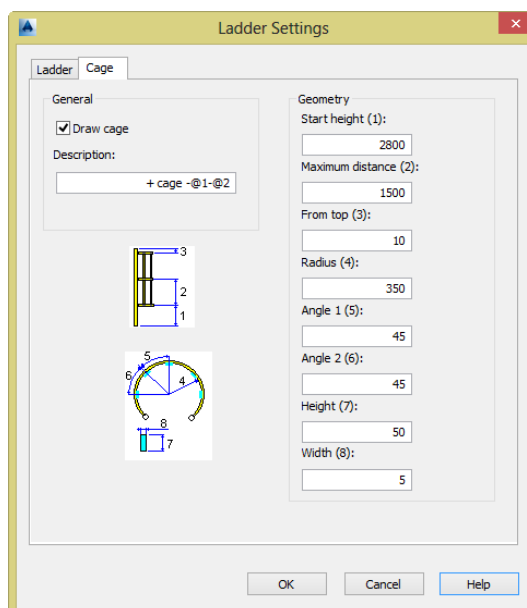 Ladder Settings
Ladder
Cage
General
Draw cage
Description:
+ cage -@1-@2
3
2
1
5
6
4
8
7
Geometry
Start height (1):
2800
Maximum distance (2):
1500
From top (3):
10
Radius (4):
350
Angle 1 (5):
45
Angle 2 (6):
45
Height (7):
50
Width (8):
5
OK
Cancel
Help